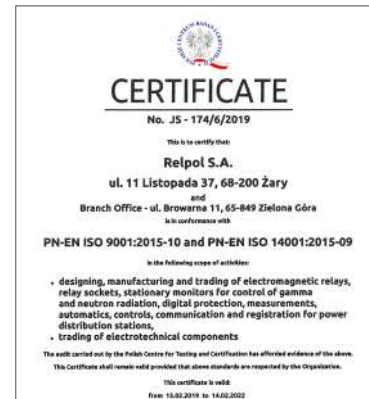 CERTIFICATE
No. JS - 174/6/2019
This is to certify that:
Relpol S.A.
ul. 11 Listopada 37, 68-200 Żary
and
Branch Office - ul. Browarna 11, 65-849 Zielona Góra
is in conformance with
PN-EN ISO 9001:2015-10 and PN-EN ISO 14001:2015-09
in the following scope of activities:
• designing, manufacturing and trading of electromagnetic relays,
relay sockets, stationary monitors for control of gamma
and neutron radiation, digital protection, measurements,
automatics, controls, communication and registration for power
distribution stations,
• trading of electrotechnical components
The audit carried out by the Polish Centre for Testing and Certification has afforded evidence of the above.
This Certificate shall remain valid provided that above standards are respected by the Organization.
This certificate is valid:
from 15.02.2019 to 14.02.2022